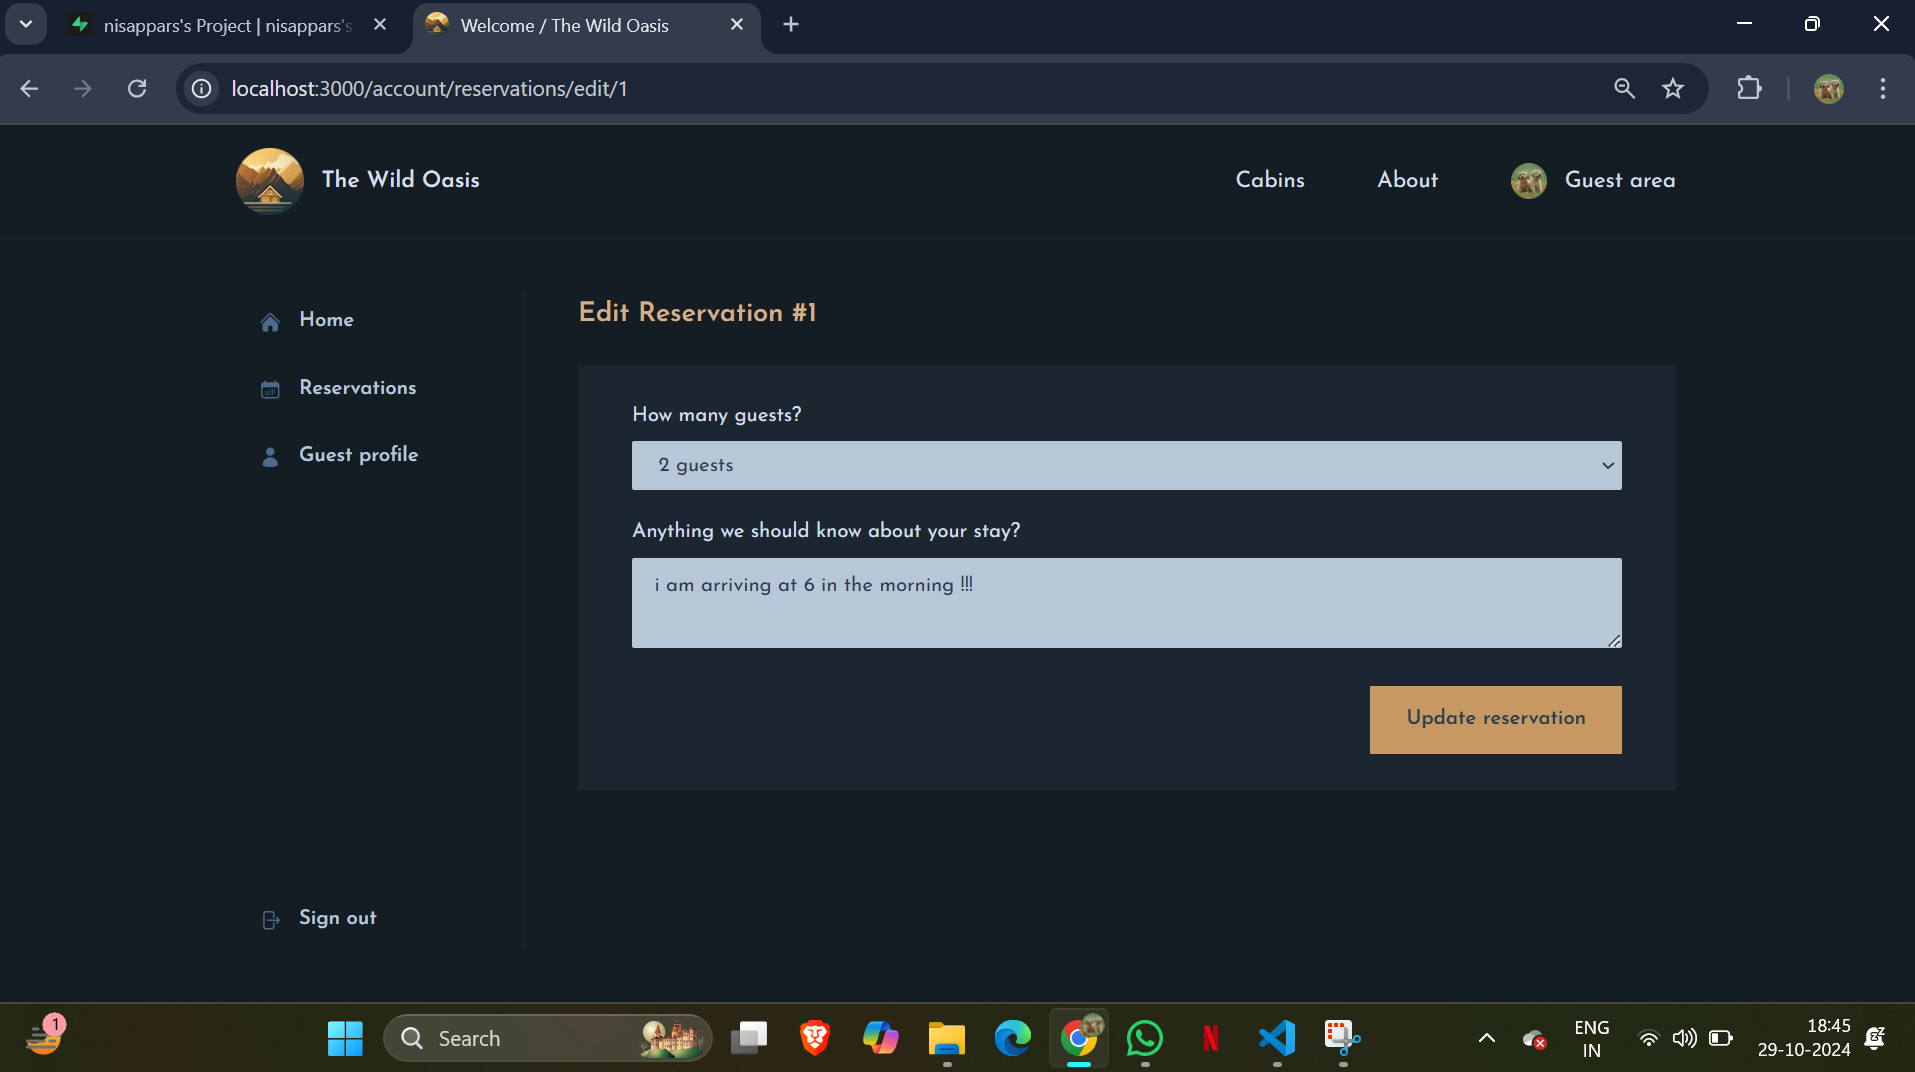 nisappars's Project | nisappars's
Welcome / The Wild Oasis
localhost:3000/account/reservations/edit/1
The Wild Oasis
Cabins
About
Guest area
Home
Reservations
Guest profile
Sign out
Edit Reservation #1
How many guests?
2 guests
Anything we should know about your stay?
i am arriving at 6 in the morning !!!
Update reservation
1
Search
N
ENG
IN
18:45
29-10-2024